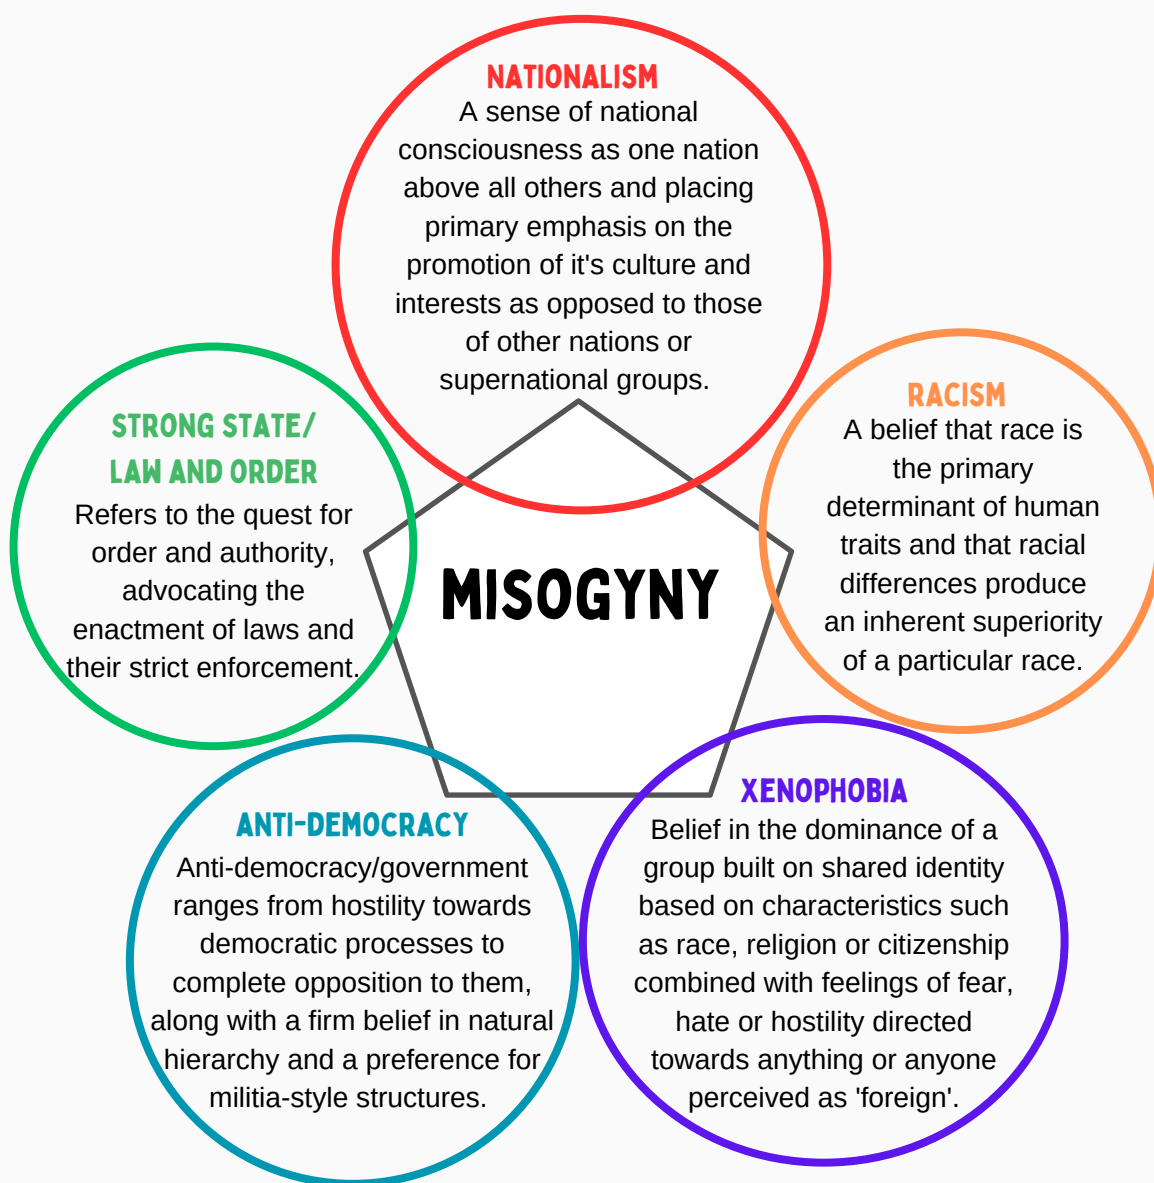 NATIONALISM
A sense of national
consciousness as one nation
above all others and placing
primary emphasis on the
promotion of it's culture and
interests as opposed to those
of other nations or
supernational groups.
RACISM
A belief that race is
the primary
determinant of human
traits and that racial
differences produce
an inherent superiority
of a particular race.
STRONG STATE/
LAW AND ORDER
Refers to the quest for
order and authority,
advocating the
enactment of laws and
their strict enforcement.
MISOGYNY
XENOPHOBIA
Belief in the dominance of a
group built on shared identity
based on characteristics such
as race, religion or citizenship
combined with feelings of fear,
hate or hostility directed
towards anything or anyone
perceived as 'foreign'.
ANTI-DEMOCRACY
Anti-democracy/government
ranges from hostility towards
democratic processes to
complete opposition to them,
along with a firm belief in natural
hierarchy and a preference for
militia-style structures.